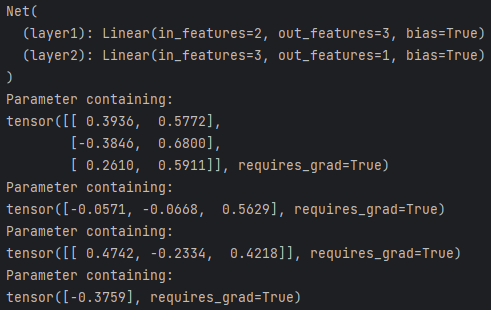 Net(
  (layer1): Linear(in_features=2, out_features=3, bias=True)
  (layer2): Linear(in_features=3, out_features=1, bias=True)
)
Parameter containing:
tensor([[ 0.3936,  0.5772],
        [-0.3846,  0.6800],
        [ 0.2610,  0.5911]], requires_grad=True)
Parameter containing:
tensor([-0.0571, -0.0668,  0.5629], requires_grad=True)
Parameter containing:
tensor([[ 0.4742, -0.2334,  0.4218]], requires_grad=True)
Parameter containing:
tensor([-0.3759], requires_grad=True)